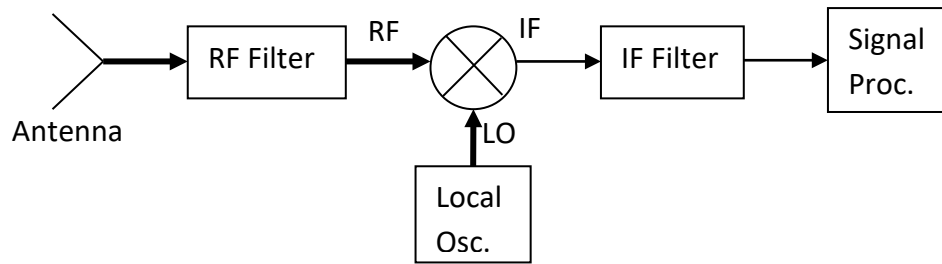 RF Filter
RF
IF
IF Filter
Signal
Proc.
Antenna
LO
Local
Osc.